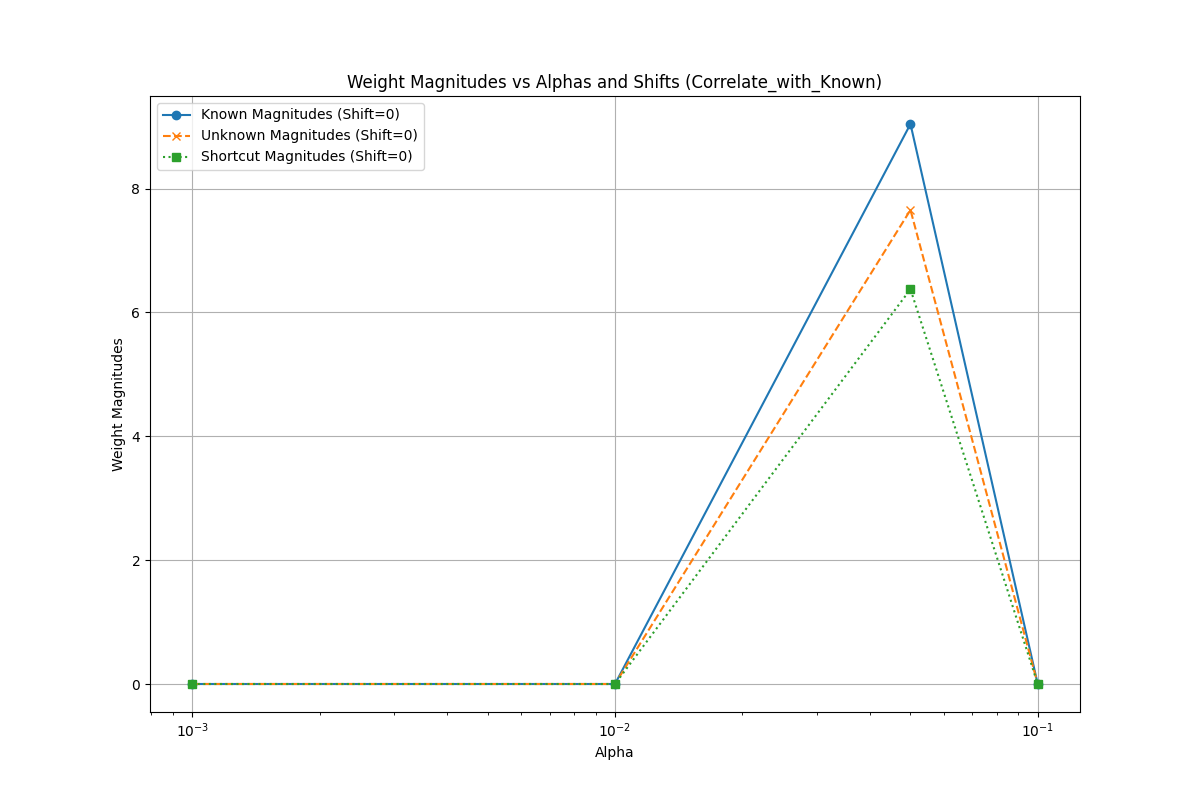 Weight Magnitudes vs Alphas and Shifts (Correlate_with_Known)
Known Magnitudes (Shift=0)
Unknown Magnitudes (Shift=0)
Shortcut Magnitudes (Shift=0)
8
6
4
2
0
Weight Magnitudes
10⁻³ 10⁻² 10⁻¹
Alpha